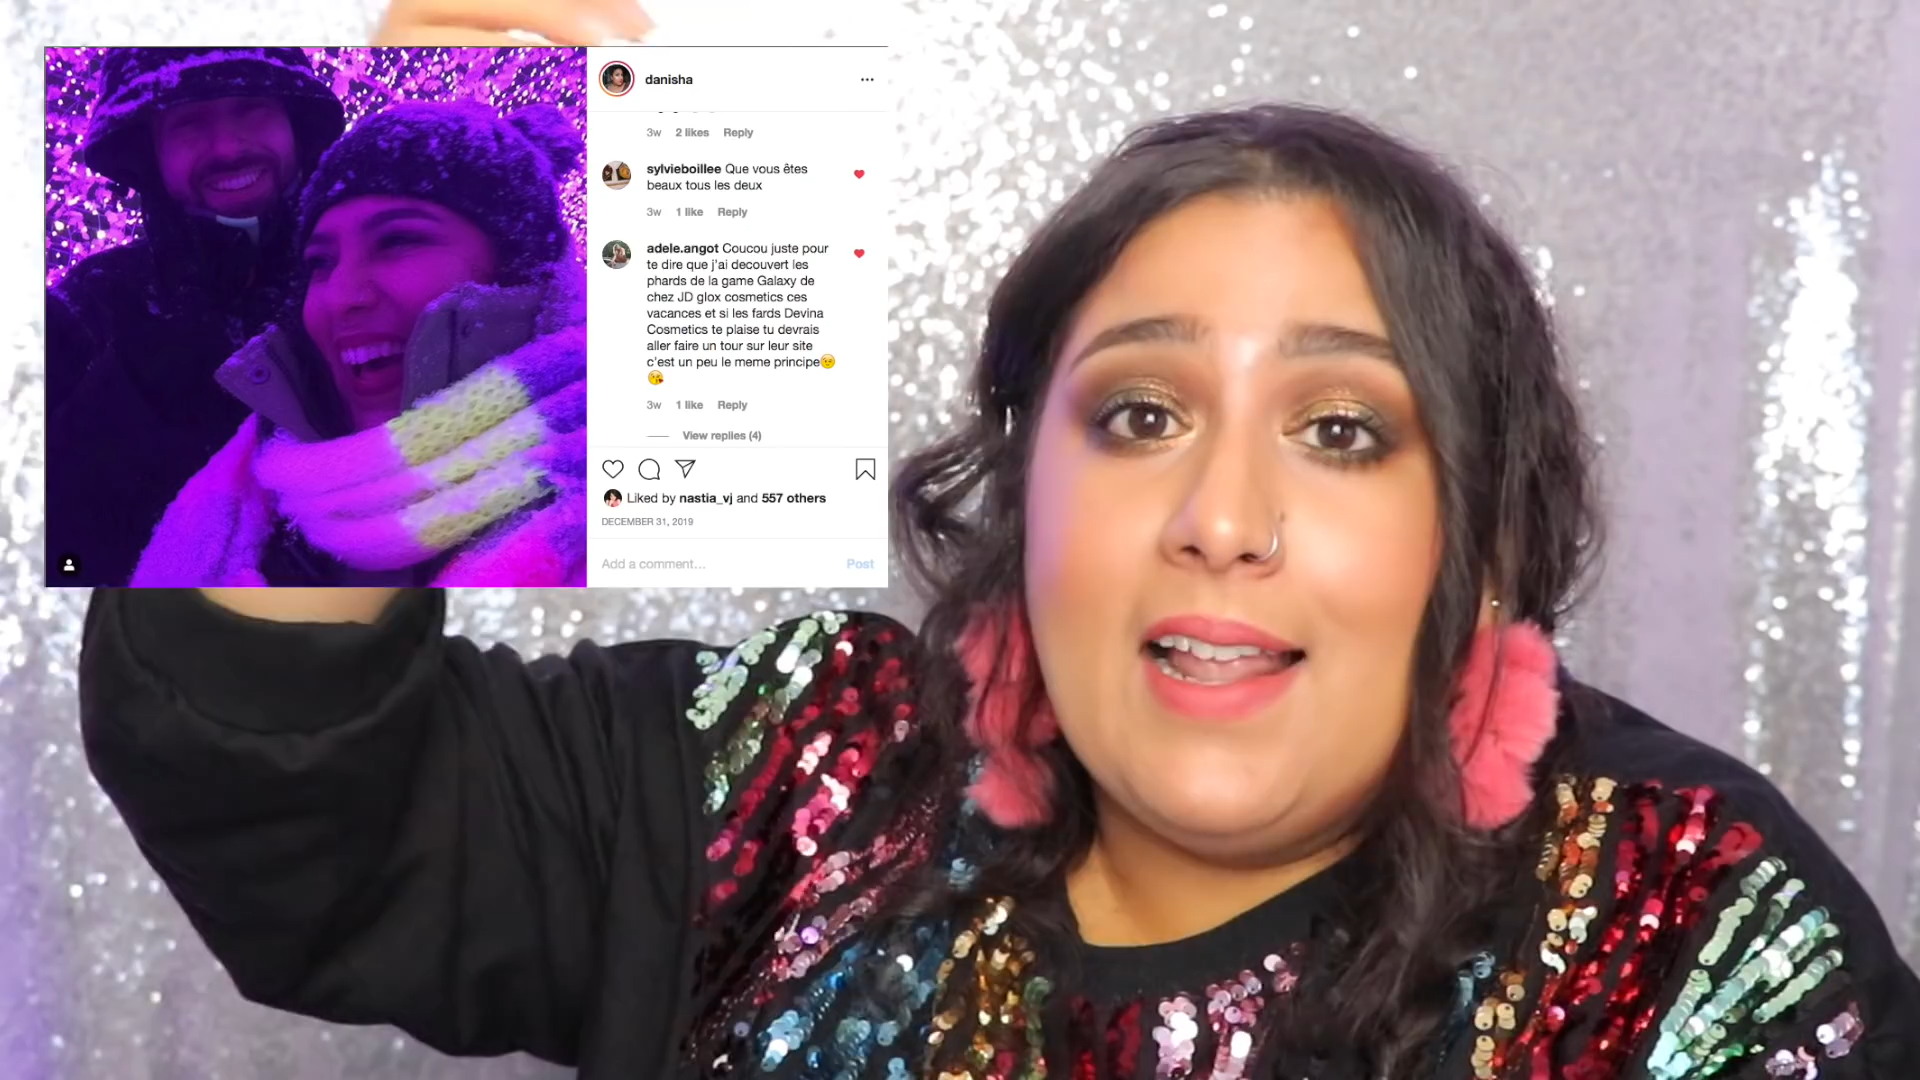 danisha
3w 2 likes Reply
sylvieboillee Que vous êtes
beaux tous les deux
3w 1 like Reply
adele.angot Coucou juste pour
te dire que j'ai decouvert les
phards de la game Galaxy de
chez JD glox cosmetics ces
vacances et si les fards Devina
Cosmetics te plaise tu devrais
aller faire un tour sur leur site
c'est un peu le meme principe
3w 1 like Reply
View replies (4)
Liked by nastia_vj and 557 others
DECEMBER 31, 2019
Add a comment... Post